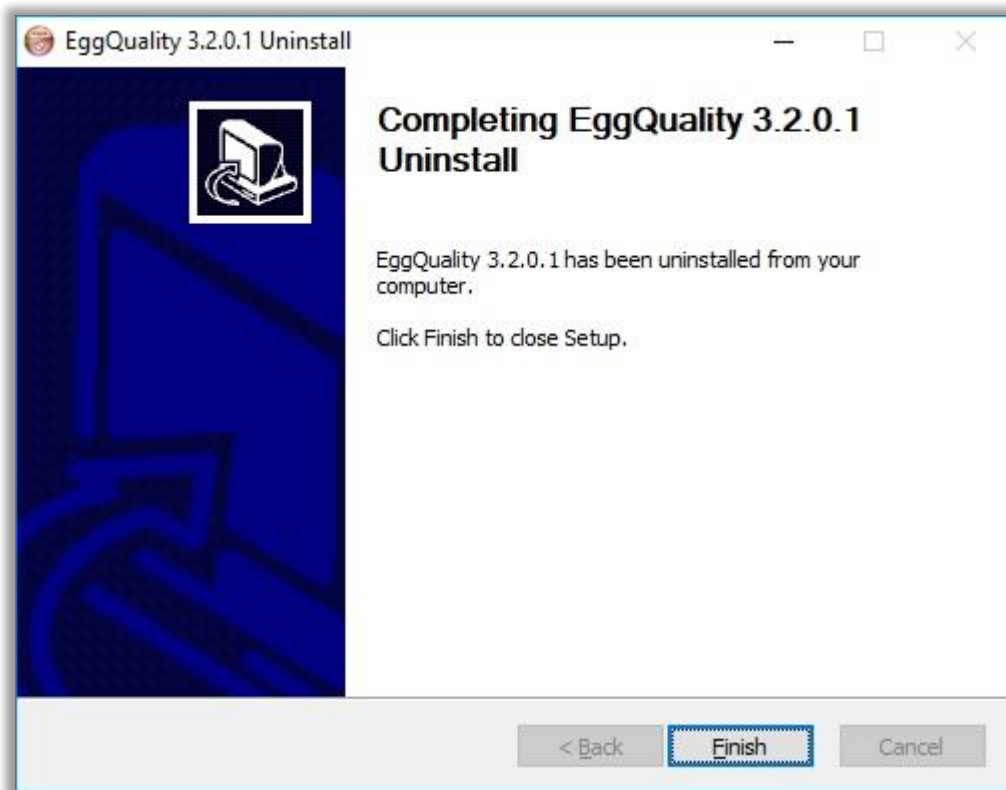 EggQuality 3.2.0.1 Uninstall
Completing EggQuality 3.2.0.1
Uninstall
EggQuality 3.2.0.1 has been uninstalled from your
computer.
Click Finish to close Setup.
< Back
Finish
Cancel